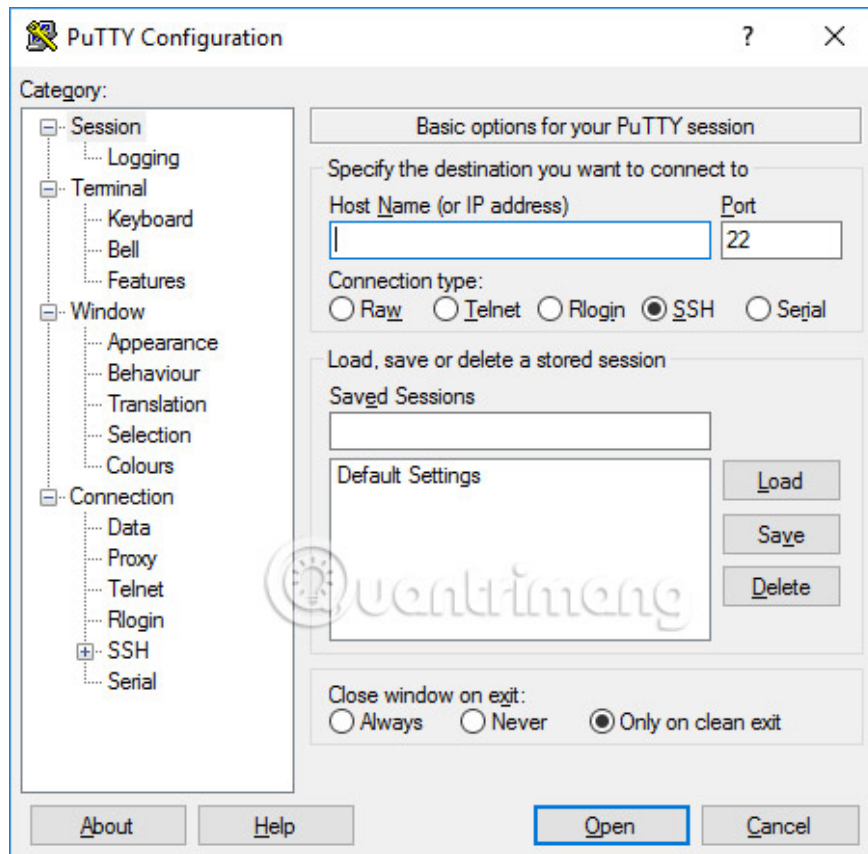 PuTTY Configuration
?
Category:
Session
Logging
Terminal
Keyboard
Bell
Features
Window
Appearance
Behaviour
Translation
Selection
Colours
Connection
Data
Proxy
Telnet
Rlogin
SSH
Serial
Basic options for your PuTTY session
Specify the destination you want to connect to
Host Name (or IP address) Port
22
Connection type:
Raw Telnet Rlogin SSH Serial
Load, save or delete a stored session
Saved Sessions
Default Settings
Load
Save
Delete
Quantrimang
Close window on exit:
Always Never Only on clean exit
About Help Open Cancel